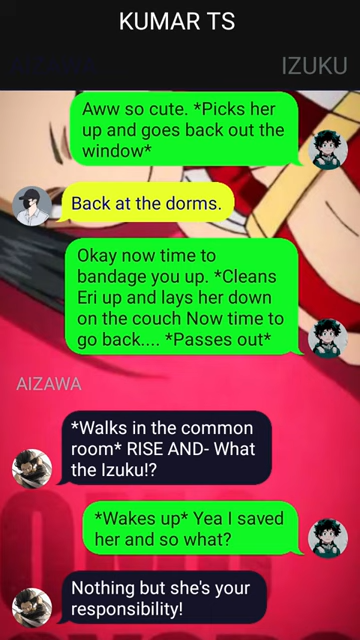 KUMAR TS
AIZAWA
IZUKU
Aww so cute. *Picks her
up and goes back out the
window*
Back at the dorms.
Okay now time to
bandage you up. *Cleans
Eri up and lays her down
on the couch Now time to
go back.... *Passes out*
AIZAWA
*Walks in the common
room* RISE AND- What
the Izuku!?
*Wakes up* Yea I saved
her and so what?
Nothing but she's your
responsibility!